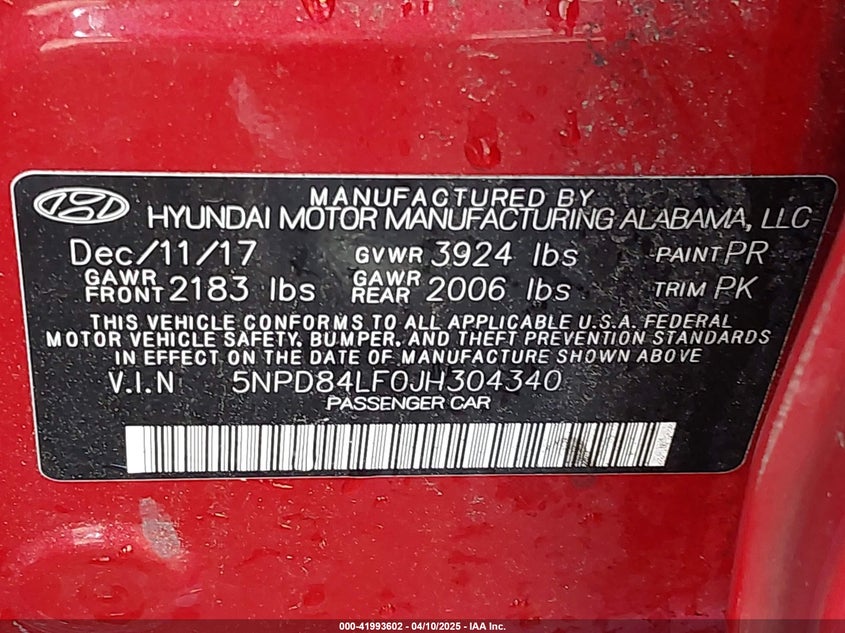 MANUFACTURED BY
HYUNDAI MOTOR MANUFACTURING ALABAMA, LLC
Dec/11/17 GVWR 3924 lbs PAINT PR
GAWR FRONT 2183 lbs GAWR REAR 2006 lbs TRIM PK
THIS VEHICLE CONFORMS TO ALL APPLICABLE U.S.A. FEDERAL
MOTOR VEHICLE SAFETY, BUMPER, AND THEFT PREVENTION STANDARDS
IN EFFECT ON THE DATE OF MANUFACTURE SHOWN ABOVE
V.I.N 5NPD84LF0JH304340
PASSENGER CAR
000-41993602 - 04/10/2025 - IAA Inc.